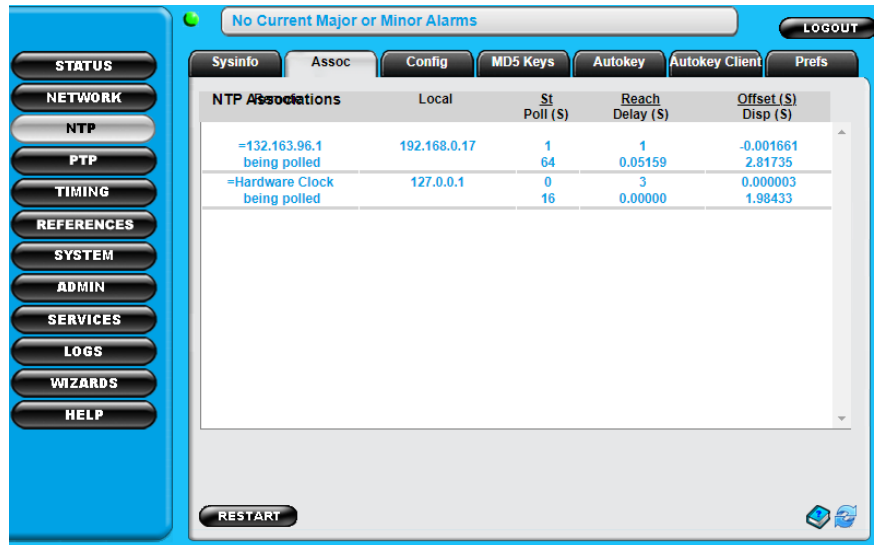 No Current Major or Minor Alarms
LOGOUT
STATUS
NETWORK
NTP
PTP
TIMING
REFERENCES
SYSTEM
ADMIN
SERVICES
LOGS
WIZARDS
HELP
Sysinfo Assoc Config MD5 Keys Autokey Autokey Client Prefs
NTP Associations Local St Reach Offset (S)
Poll (S) Delay (S) Disp (S)
=132.163.96.1 192.168.0.17 1 1 -0.001661
being polled 64 0.05159 2.81735
=Hardware Clock 127.0.0.1 0 3 0.000003
being polled 16 0.00000 1.98433
RESTART